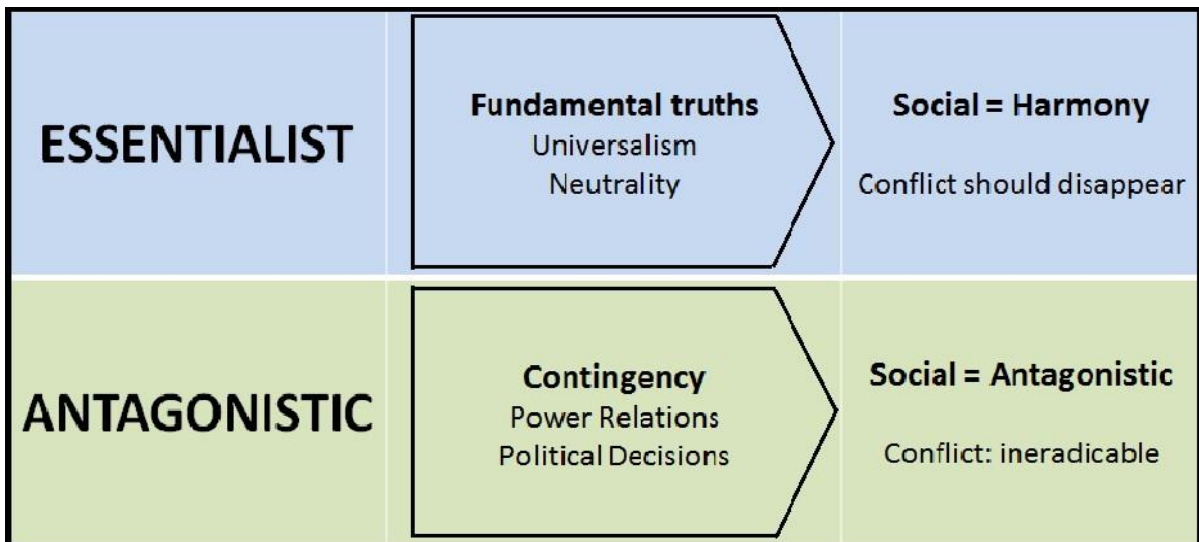 ESSENTIALIST
Fundamental truths
Universalism
Neutrality
Social = Harmony
Conflict should disappear
ANTAGONISTIC
Contingency
Power Relations
Political Decisions
Social = Antagonistic
Conflict: ineradicable